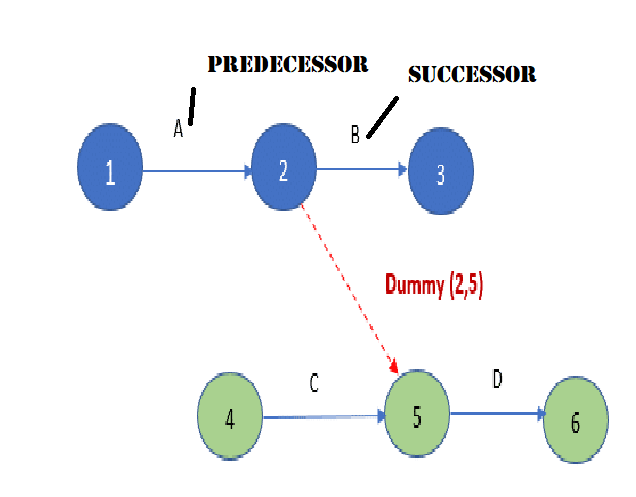 PREDECESSOR
SUCCESSOR
A
B
1
2
3
Dummy (2,5)
C
D
4
5
6